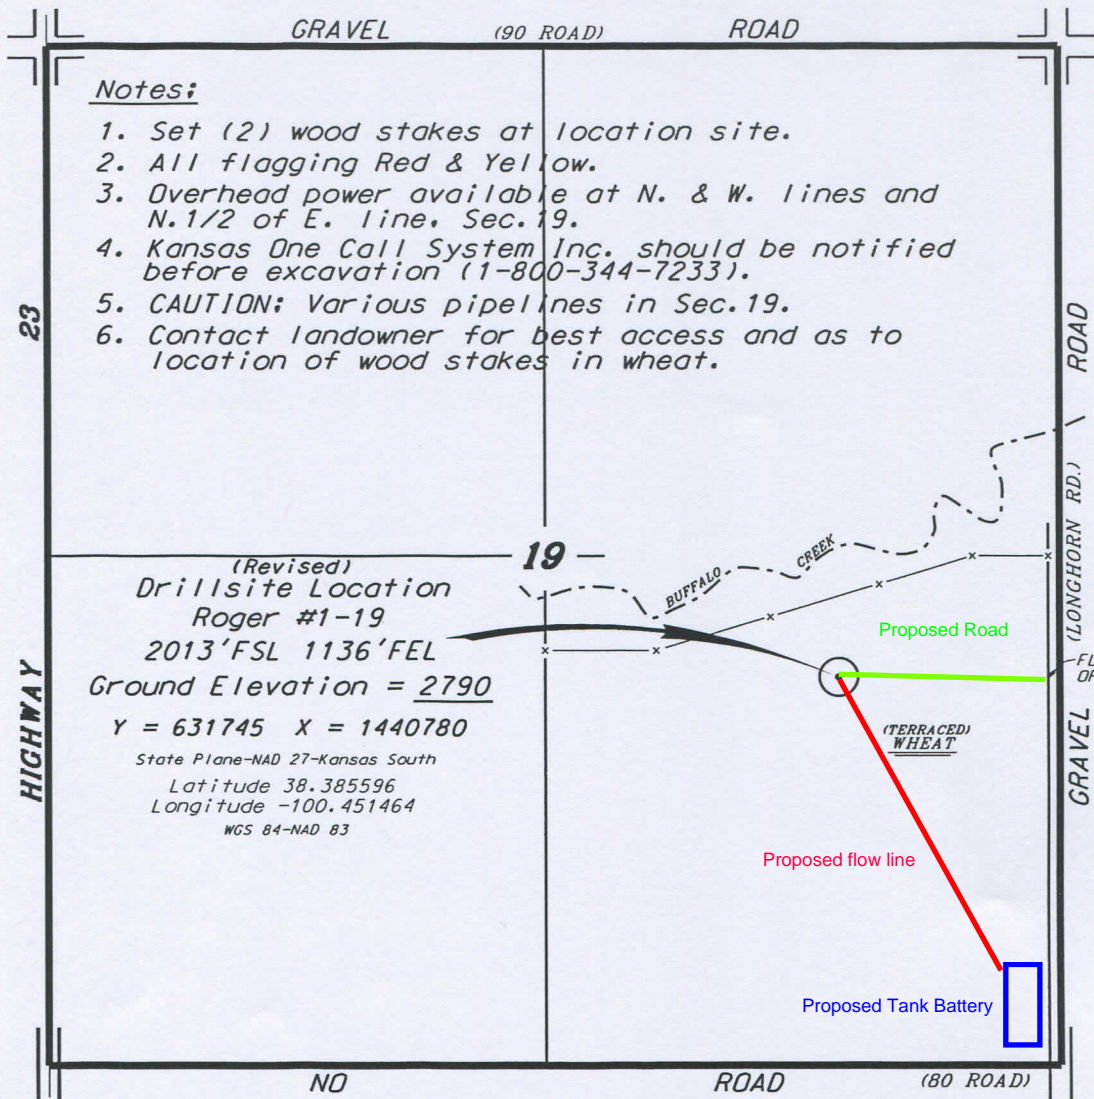 GRAVEL (90 ROAD) ROAD
Notes:
1. Set (2) wood stakes at location site.
2. All flagging Red & Yellow.
3. Overhead power available at N. & W. lines and
N.1/2 of E. line, Sec.19.
4. Kansas One Call System Inc. should be notified
before excavation (1-800-344-7233).
5. CAUTION: Various pipelines in Sec.19.
6. Contact landowner for best access and as to
location of wood stakes in wheat.
HIGHWAY 23
GRAVEL (LONGHORN RD.) ROAD
19
(Revised)
Drillsite Location
Roger #1-19
2013'FSL 1136'FEL
Ground Elevation = 2790
Y = 631745 X = 1440780
State Plane-NAD 27-Kansas South
Latitude 38.385596
Longitude -100.451464
WGS 84-NAD 83
BUFFALO CREEK
Proposed Road
(TERRACED)
WHEAT
Proposed flow line
Proposed Tank Battery
NO ROAD (80 ROAD)